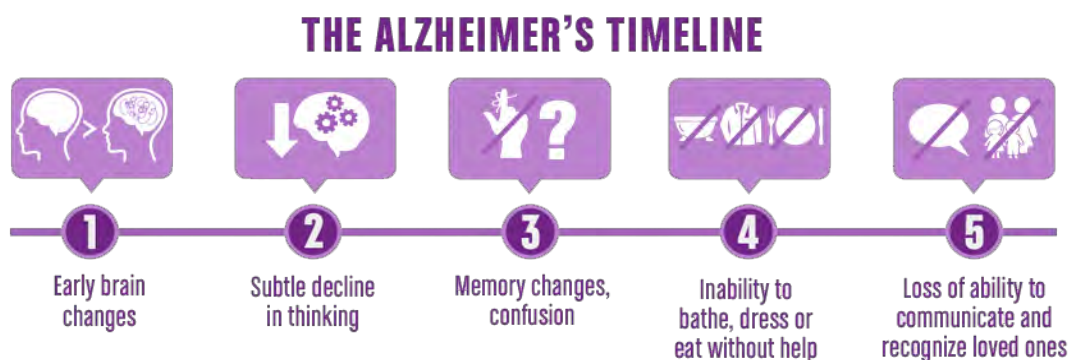 THE ALZHEIMER'S TIMELINE
>
?
1
Early brain
changes
2
Subtle decline
in thinking
3
Memory changes,
confusion
4
Inability to
bathe, dress or
eat without help
5
Loss of ability to
communicate and
recognize loved ones